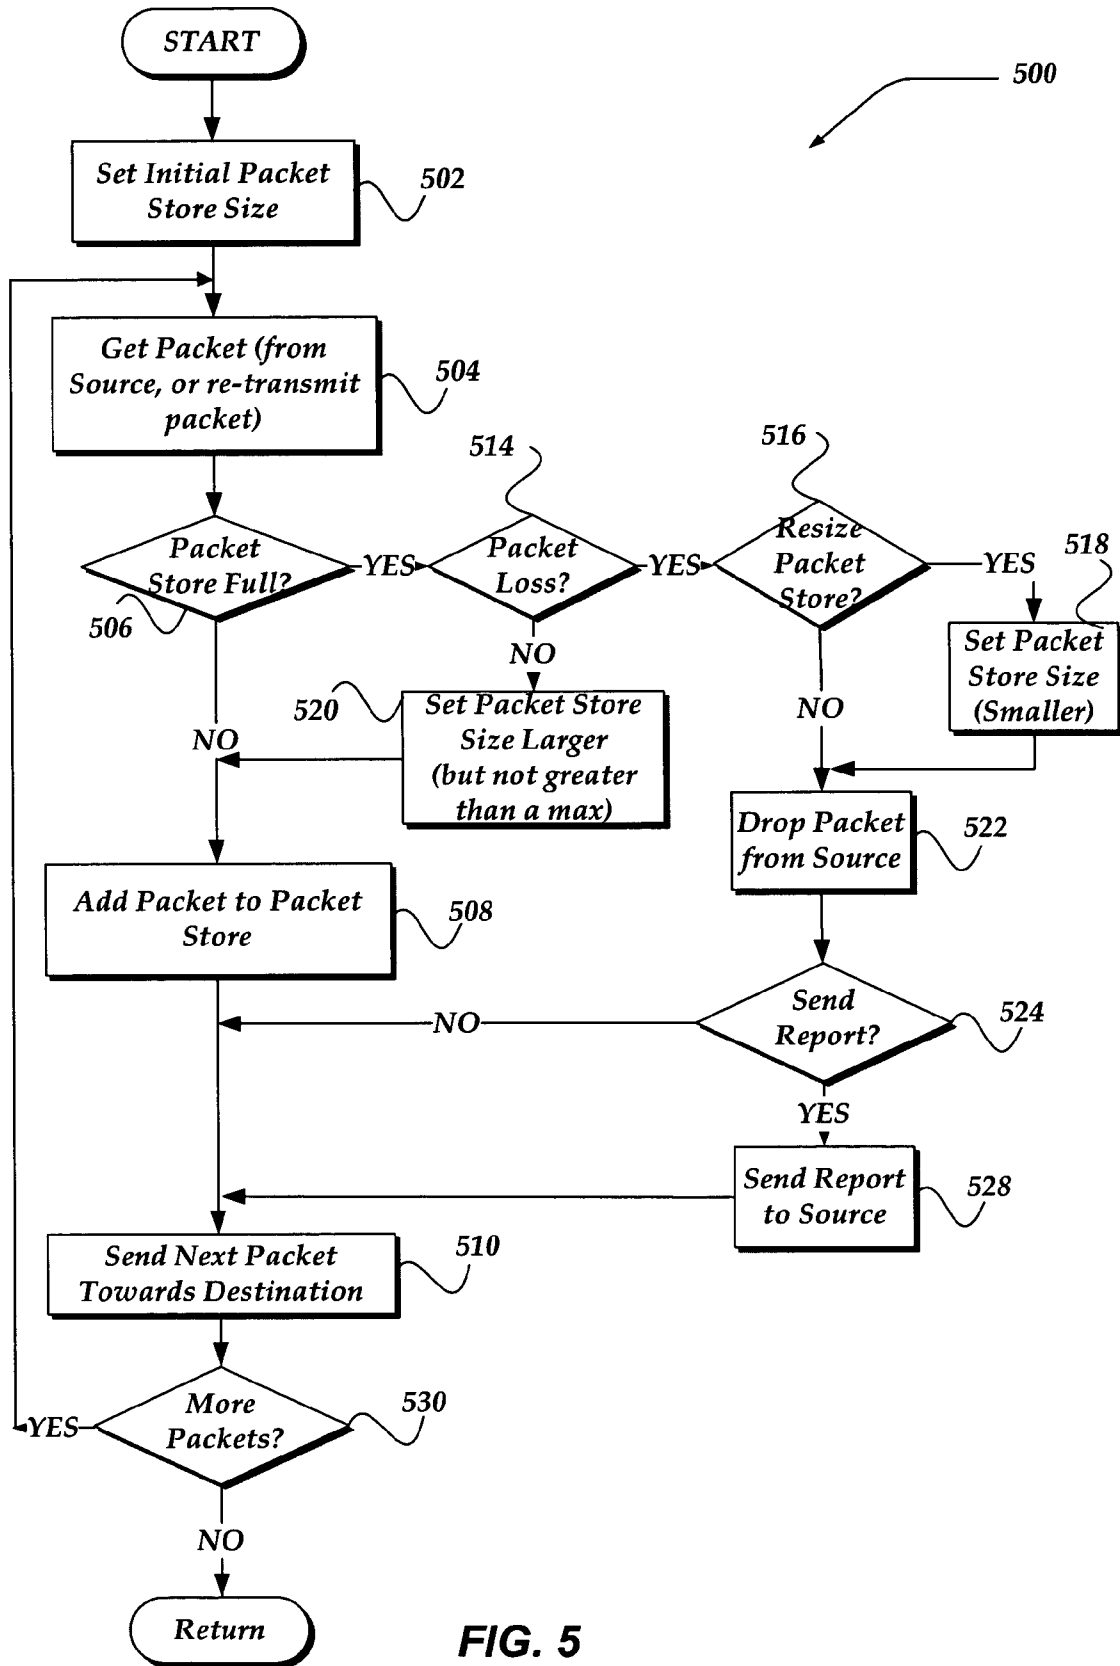 START
500
Set Initial Packet
Store Size
502
Get Packet (from
Source, or re-transmit
packet)
504
514
516
518
Packet
Store Full?
506
YES
Packet
Loss?
YES
Resize
Packet
Store?
YES
NO
NO
NO
520
Set Packet Store
Size Larger
(but not greater
than a max)
Set Packet
Store Size
(Smaller)
Drop Packet
from Source
522
Add Packet to Packet
Store
508
Send
Report?
524
NO
YES
Send Report
to Source
528
Send Next Packet
Towards Destination
510
More
Packets?
530
YES
NO
Return
FIG. 5